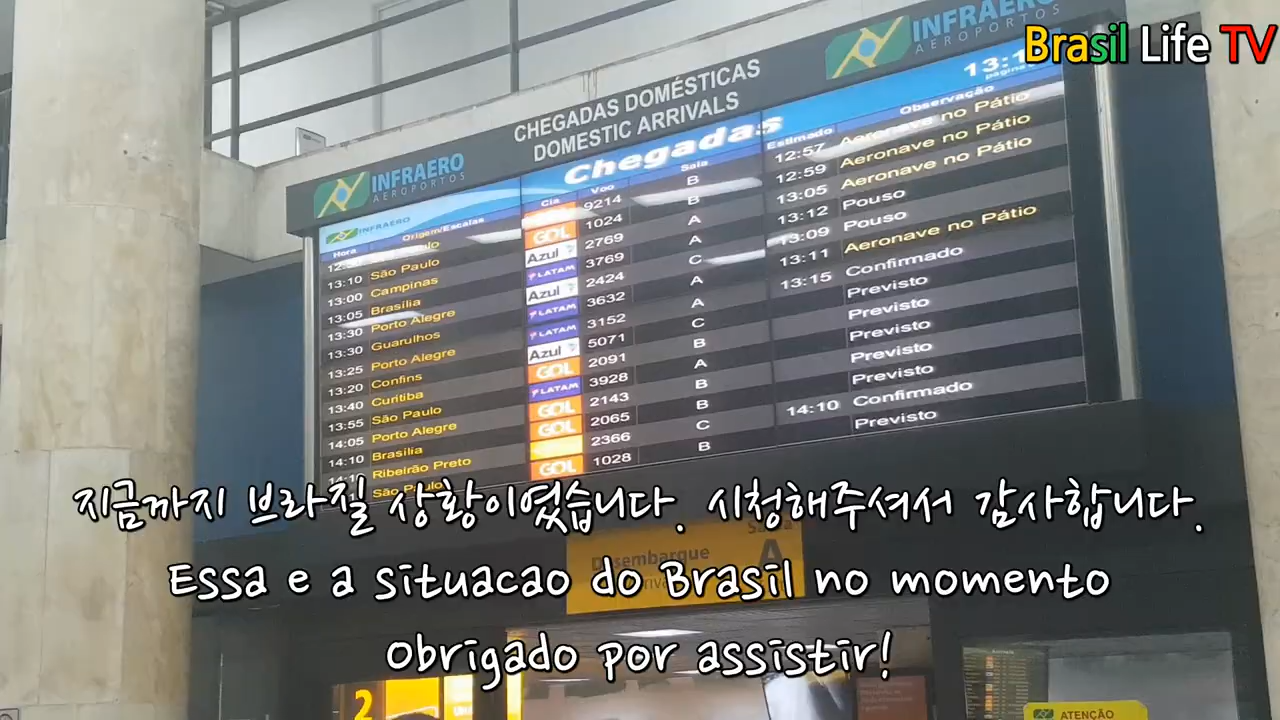 Brasil Life TV
INFRAERO
AEROPORTOS
CHEGADAS DOMÉSTICAS
DOMESTIC ARRIVALS
INFRAERO
AEROPORTOS
INFRAERO Chegadas
Hora Origem/Escalas Cia Voo Sala Estimado Observação
9214 B 12:57 Aeronave no Pátio
13:10 São Paulo GOL 1024 B 12:59 Aeronave no Pátio
13:00 Campinas Azul 2769 A 13:05 Aeronave no Pátio
13:05 Brasília LATAM 3769 A 13:12 Pouso
13:30 Porto Alegre Azul 2424 C 13:09 Pouso
13:30 Guarulhos LATAM 3632 A 13:11 Aeronave no Pátio
13:25 Porto Alegre LATAM 3152 A 13:15 Confirmado
13:20 Confins Azul 5071 C Previsto
13:40 Curitiba GOL 2091 B Previsto
13:55 São Paulo LATAM 3928 A Previsto
14:05 Porto Alegre GOL 2143 B Previsto
14:10 Brasília GOL 2065 B Previsto
Ribeirão Preto 2366 C 14:10 Confirmado
São Paulo GOL 1028 B Previsto
지금까지 브라질 상황이였습니다. 시청해주셔서 감사합니다.
Desembarque A
Essa e a situacao do Brasil no momento
Obrigado por assistir!
2
ATENÇÃO